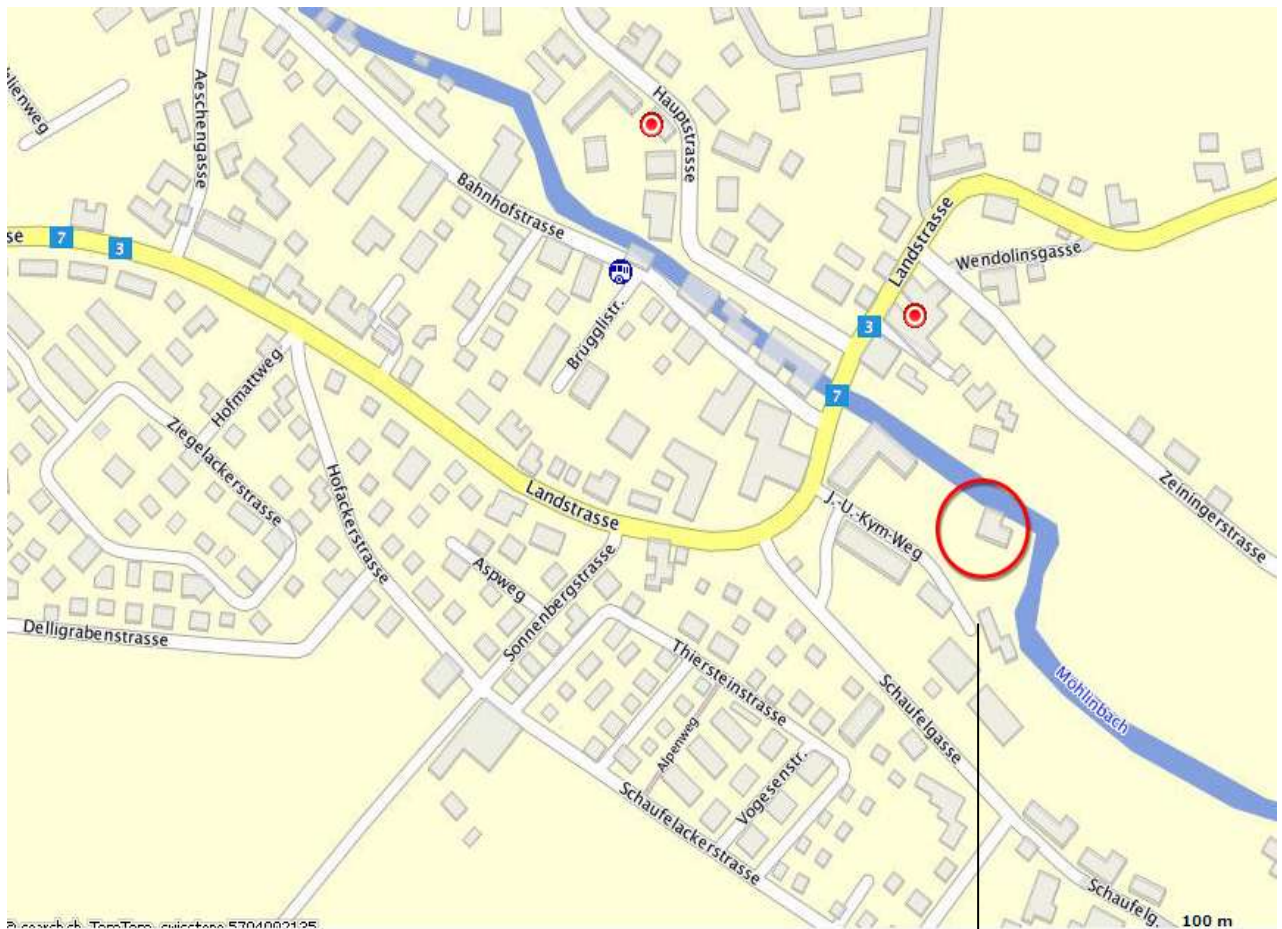 Aeschengasse
Hauptstrasse
Bahnhofstrasse
Landstrasse
Wendolinsgasse
se
7
3
Brügglistr.
3
7
Hofmattweg
Ziegelackerstrasse
Hofackerstrasse
Landstrasse
J.-U.-Kym-Weg
Zeiningerstrasse
Aspweg
Sonnenbergstrasse
Delligrabenstrasse
Thiersteinstrasse
Schaufelgasse
Möhlinbach
Alpenweg
Vogesenstr.
Schaufelackerstrasse
Schaufelg.
100 m